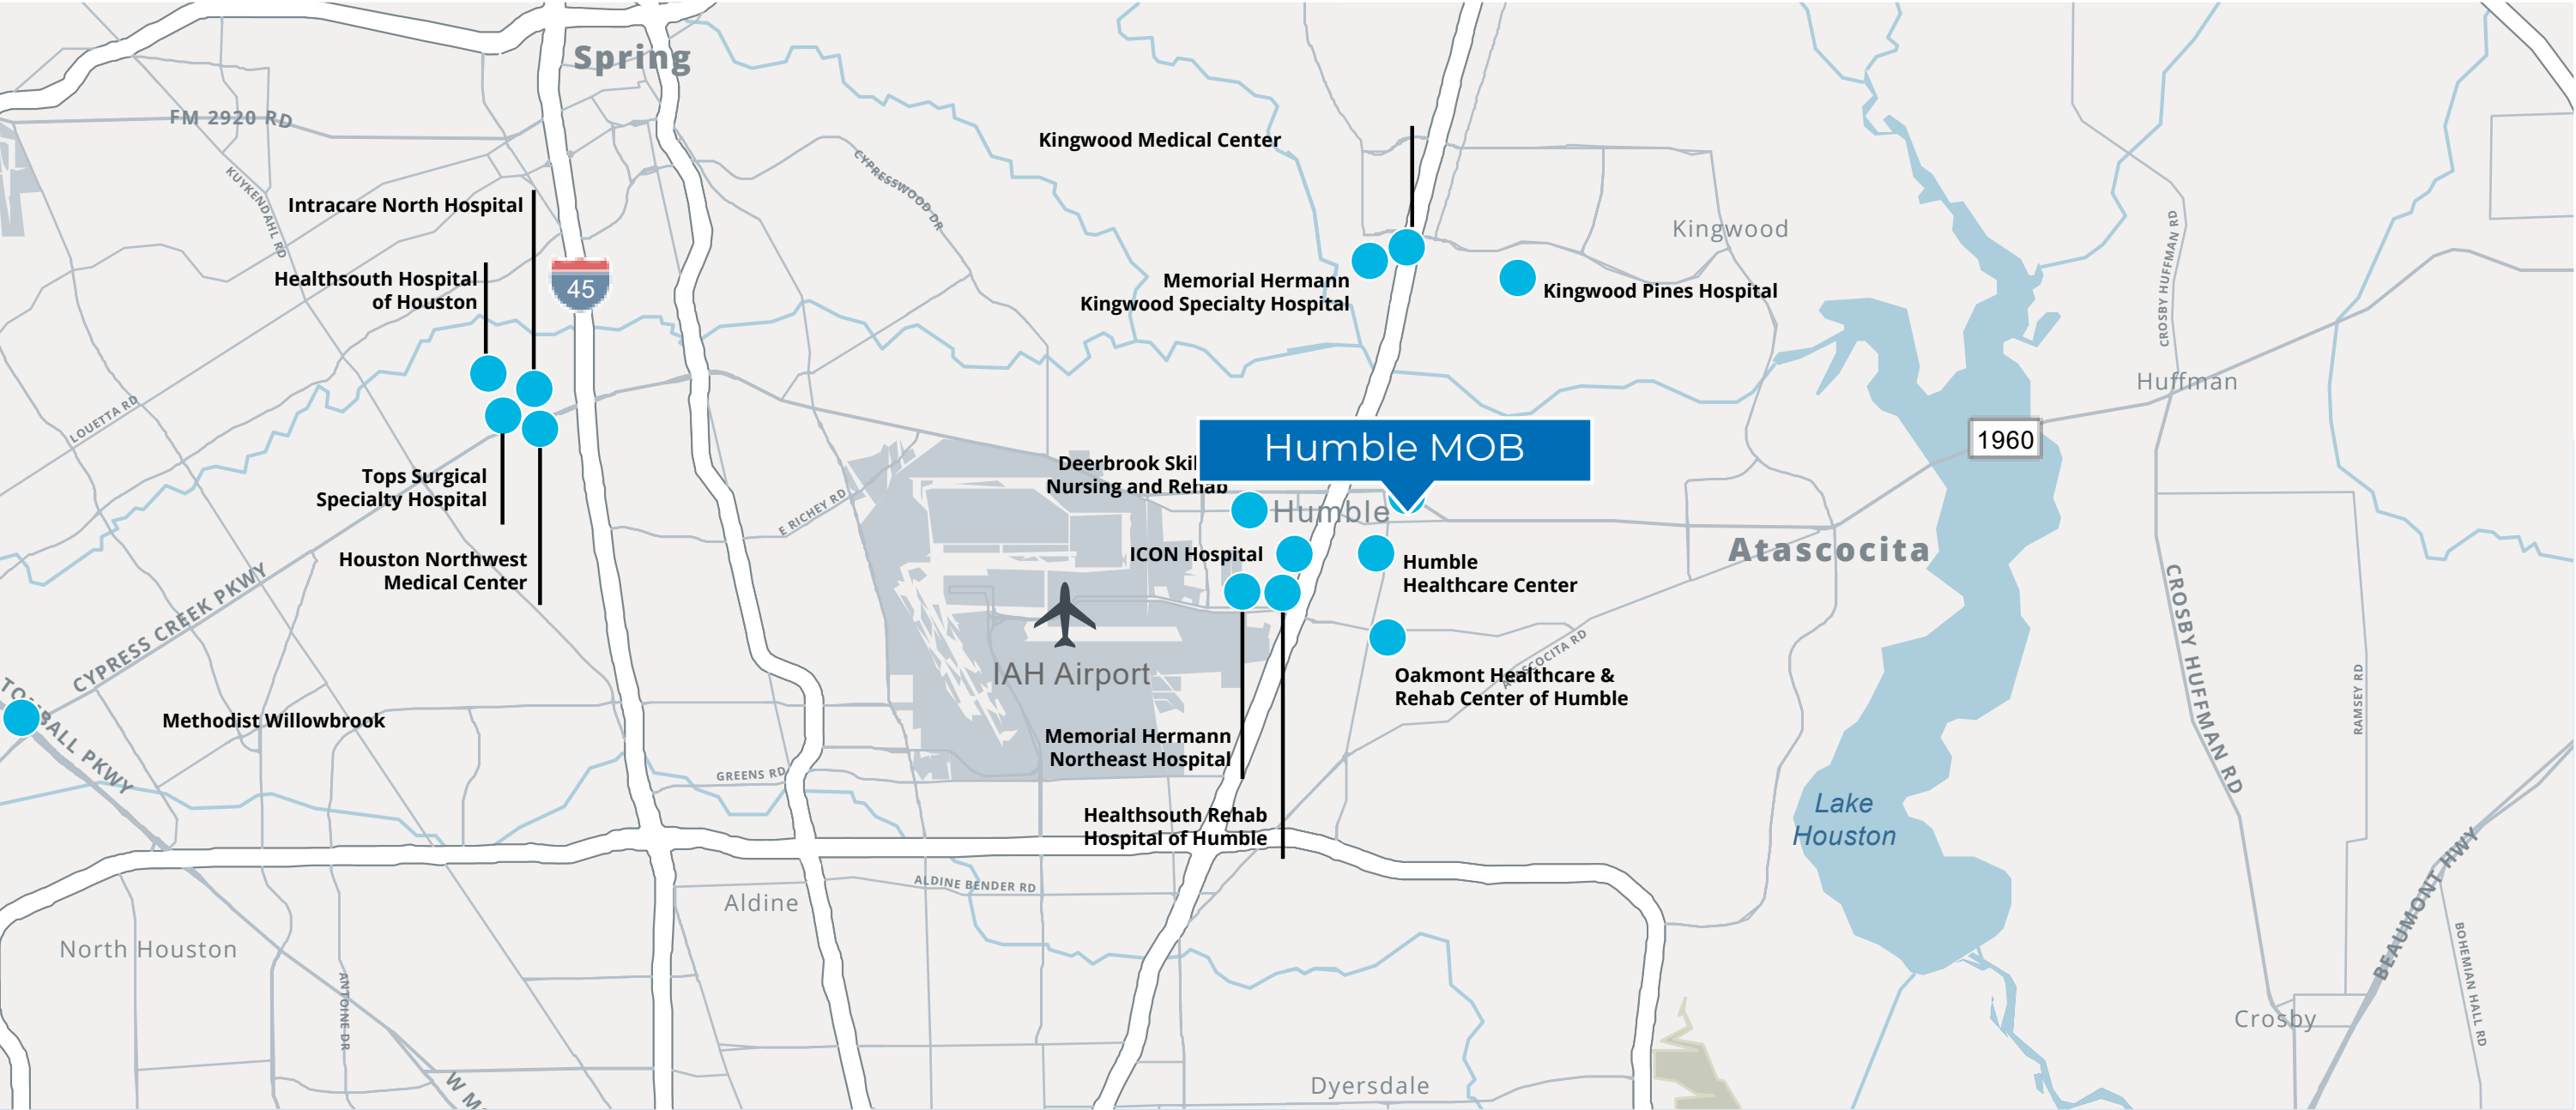 Spring
FM 2920 RD
KUYKENDAHL RD
CYPRESSWOOD DR
Kingwood Medical Center
Intracare North Hospital
Kingwood
CROSBY HUFFMAN RD
Healthsouth Hospital
of Houston
45
Memorial Hermann
Kingwood Specialty Hospital
Kingwood Pines Hospital
Huffman
LOUETTA RD
1960
Humble MOB
Deerbrook
Nursing and Rehab
Tops Surgical
Specialty Hospital
E RICHEY RD
Humble
Atascocita
ICON Hospital
Humble
Healthcare Center
Houston Northwest
Medical Center
CYPRESS CREEK PKWY
CROSBY HUFFMAN RD
IAH Airport
ATASCOCITA RD
Oakmont Healthcare &
Rehab Center of Humble
RAMSEY RD
Methodist Willowbrook
PKWY
Memorial Hermann
Northeast Hospital
GREENS RD
Healthsouth Rehab
Hospital of Humble
Lake
Houston
BEAUMONT HWY
ALDINE BENDER RD
Aldine
North Houston
ANTOINE DR
BOHEMIAN HALL RD
Crosby
Dyersdale
W